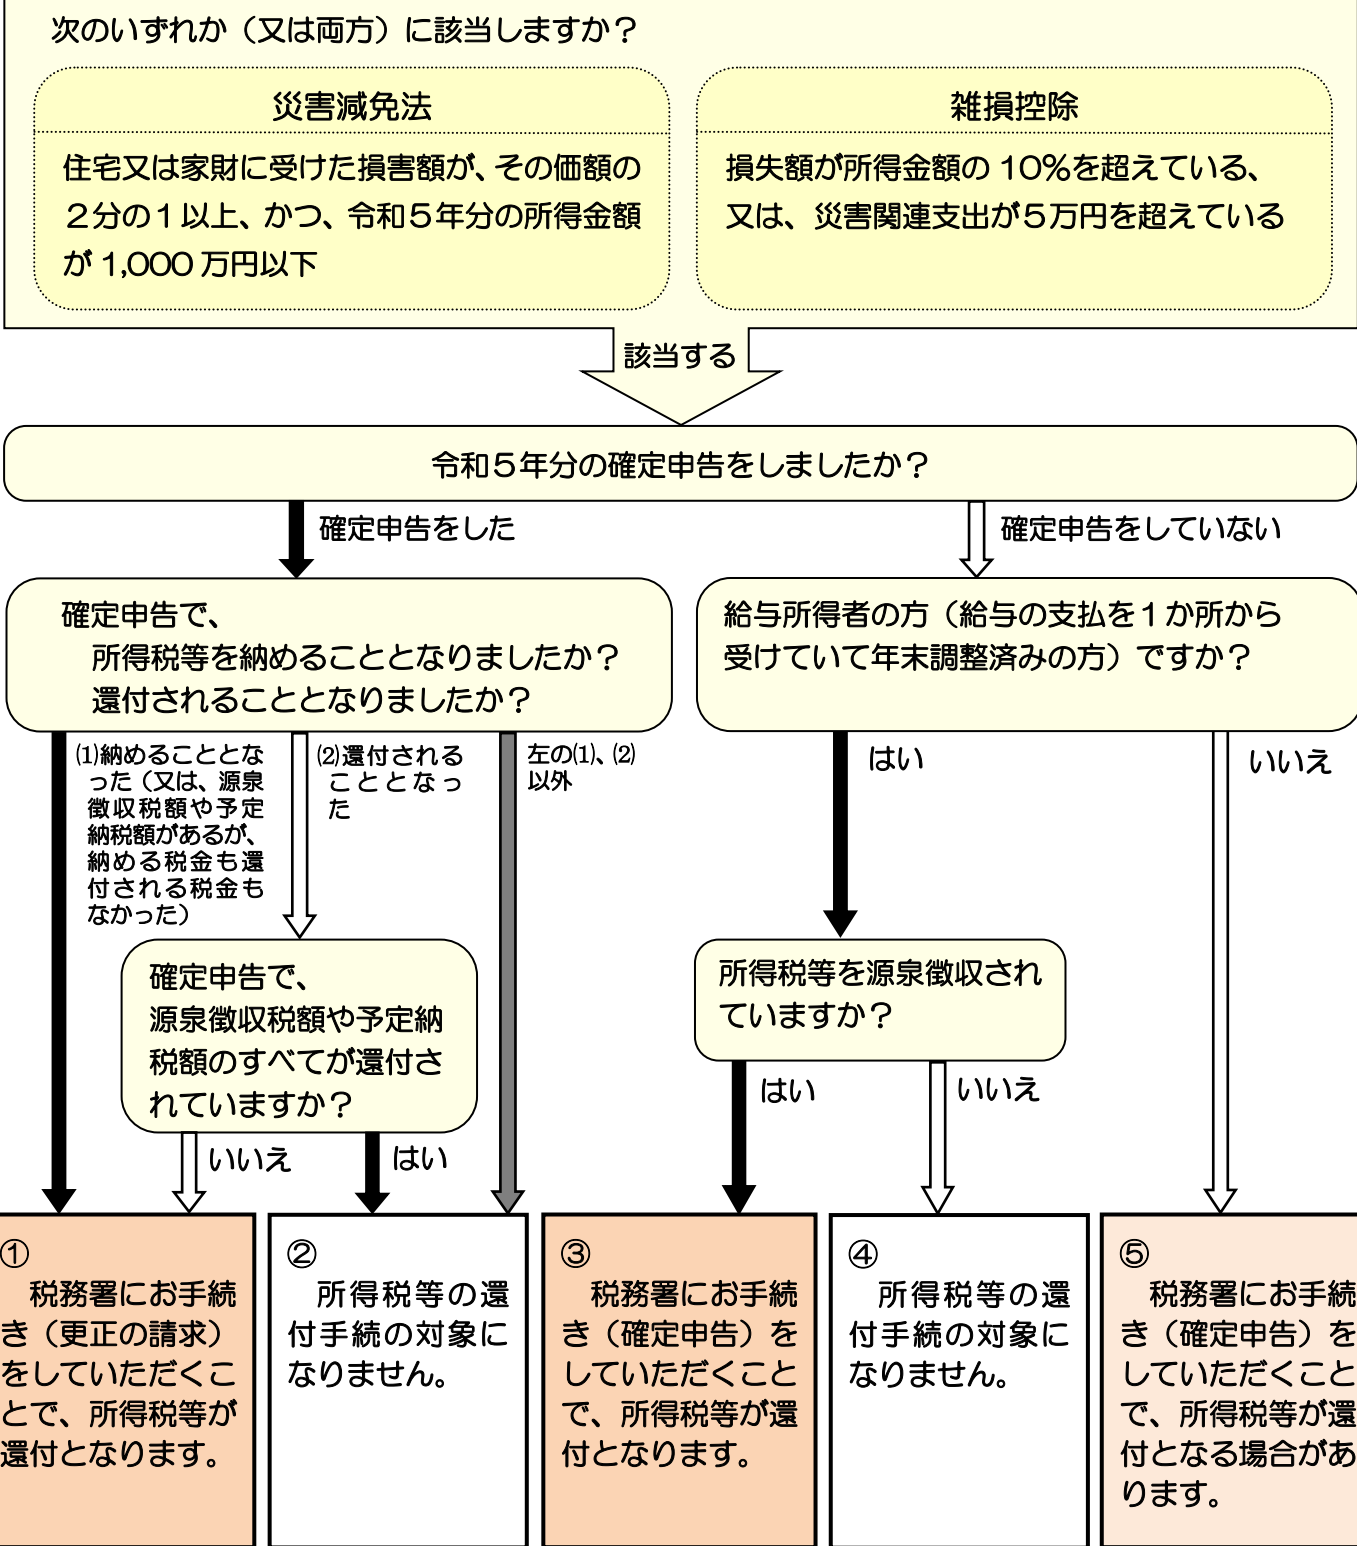 次のいずれか（又は両方）に該当しますか？
災害減免法
住宅又は家財に受けた損害額が、その価額の
２分の１以上、かつ、令和５年分の所得金額
が 1,000 万円以下
雑損控除
損失額が所得金額の 10％を超えている、
又は、災害関連支出が５万円を超えている
該当する
令和５年分の確定申告をしましたか？
確定申告をした
確定申告をしていない
確定申告で、
所得税等を納めることとなりましたか？
還付されることとなりましたか？
給与所得者の方（給与の支払を１か所から
受けていて年末調整済みの方）ですか？
⑴納めることとな
った（又は、源泉
徴収税額や予定
納税額があるが、
納める税金も還
付される税金も
なかった）
⑵還付される
こととなっ
た
左の⑴、⑵
以外
はい
いいえ
確定申告で、
源泉徴収税額や予定納
税額のすべてが還付さ
れていますか？
所得税等を源泉徴収され
ていますか？
いいえ
はい
はい
いいえ
①
税務署にお手続
き（更正の請求）
をしていただくこ
とで、所得税等が
還付となります。
②
所得税等の還
付手続の対象に
なりません。
③
税務署にお手続
き（確定申告）を
していただくこと
で、所得税等が還
付となります。
④
所得税等の還
付手続の対象に
なりません。
⑤
税務署にお手続
き（確定申告）を
していただくこと
で、所得税等が還
付となる場合があ
ります。